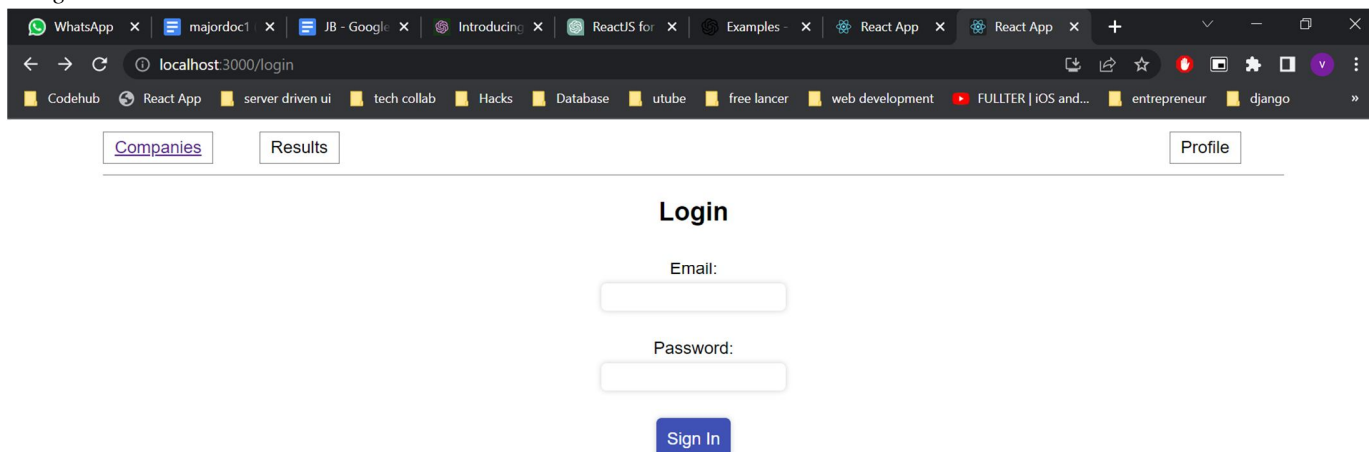 WhatsApp majordoc1 JB - Google Introducing ReactJS for Examples - React App React App
localhost:3000/login
Codehub React App server driven ui tech collab Hacks Database utube free lancer web development FULLTER | iOS and... entrepreneur django »
Companies Results Profile
Login
Email:
Password:
Sign In